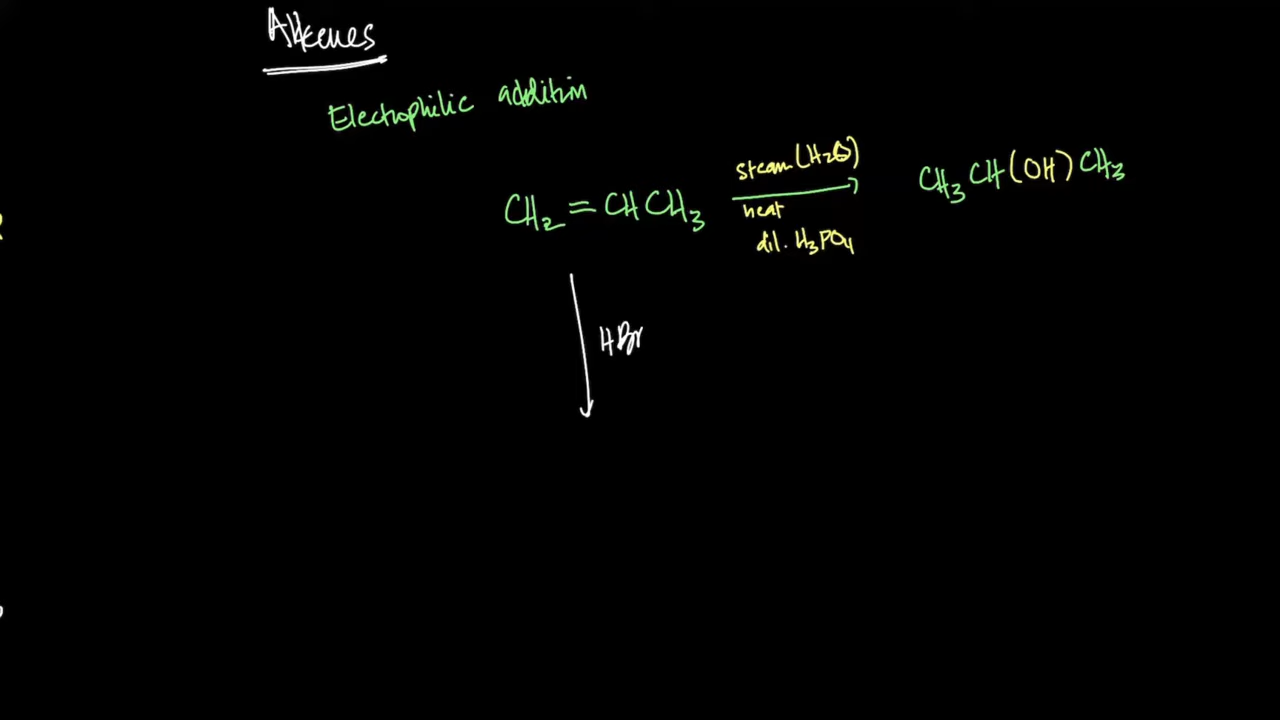 Alkenes
Electrophilic addition
steam (H₂O)
CH₂ = CHCH₃
CH₃CH(OH)CH₃
heat
dil. H₃PO₄
HBr